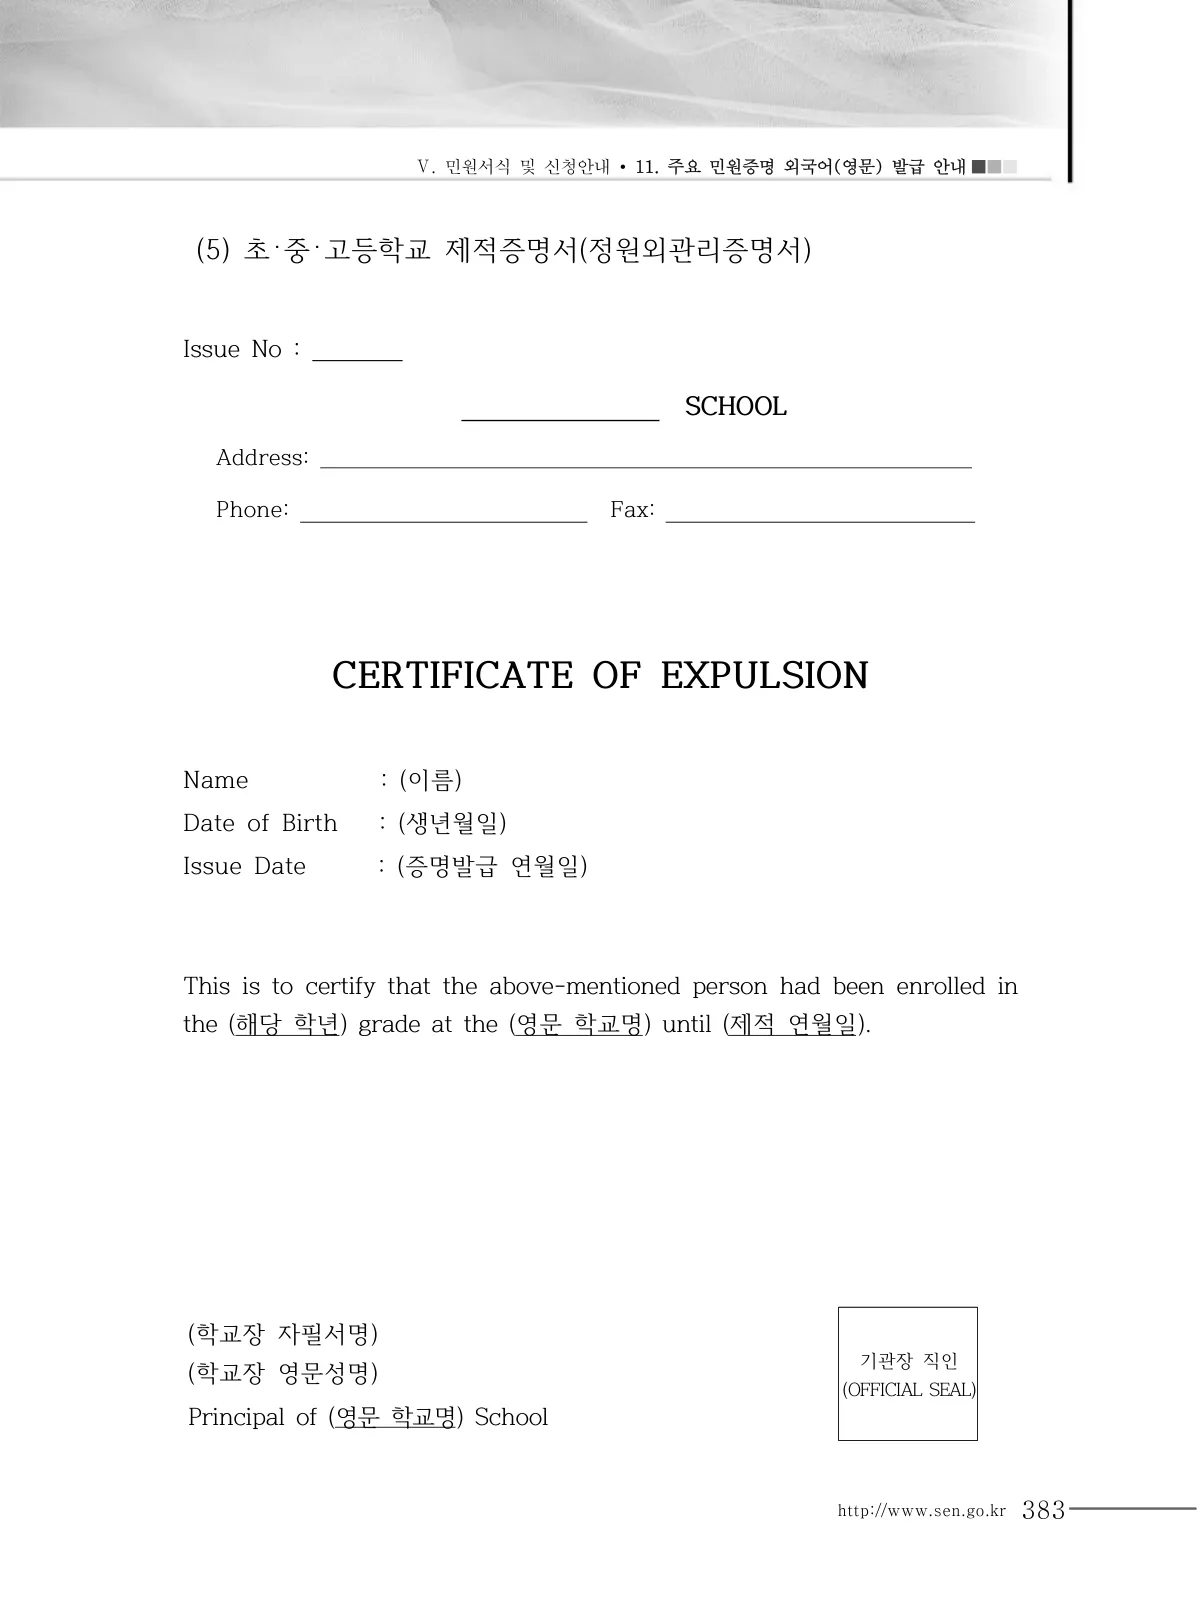 V. 민원서식 및 신청안내 • 11. 주요 민원증명 외국어(영문) 발급 안내
(5) 초·중·고등학교 제적증명서(정원외관리증명서)
Issue No : _______
_______________ SCHOOL
Address: _______________
Phone: _______________ Fax: _______________
CERTIFICATE OF EXPULSION
Name : (이름)
Date of Birth : (생년월일)
Issue Date : (증명발급 연월일)
This is to certify that the above-mentioned person had been enrolled in
the (해당 학년) grade at the (영문 학교명) until (제적 연월일).
(학교장 자필서명)
(학교장 영문성명)
Principal of (영문 학교명) School
기관장 직인
(OFFICIAL SEAL)
http://www.sen.go.kr 383